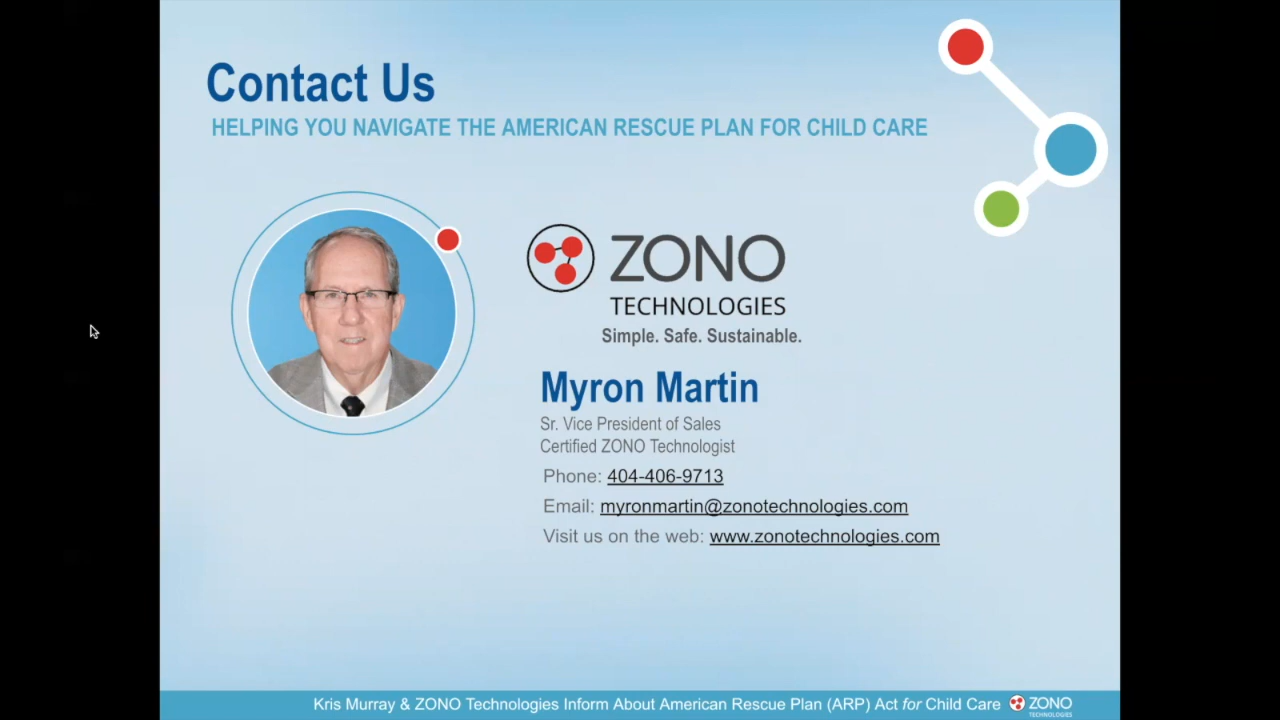 Contact Us
HELPING YOU NAVIGATE THE AMERICAN RESCUE PLAN FOR CHILD CARE
ZONO
TECHNOLOGIES
Simple. Safe. Sustainable.
Myron Martin
Sr. Vice President of Sales
Certified ZONO Technologist
Phone: 404-406-9713
Email: myronmartin@zonotechnologies.com
Visit us on the web: www.zonotechnologies.com
Kris Murray & ZONO Technologies Inform About American Rescue Plan (ARP) Act for Child Care
ZONO
TECHNOLOGIES